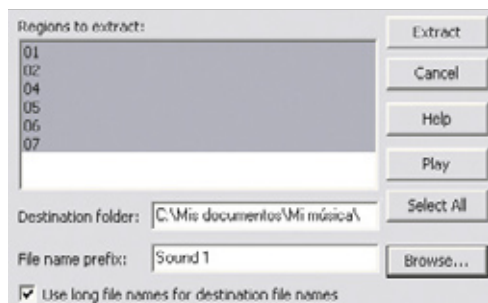 Regions to extract:
01
02
04
05
06
07
Destination folder: C:\Mis documentos\Mi música\
File name prefix: Sound 1
Use long file names for destination file names
Extract
Cancel
Help
Play
Select All
Browse...